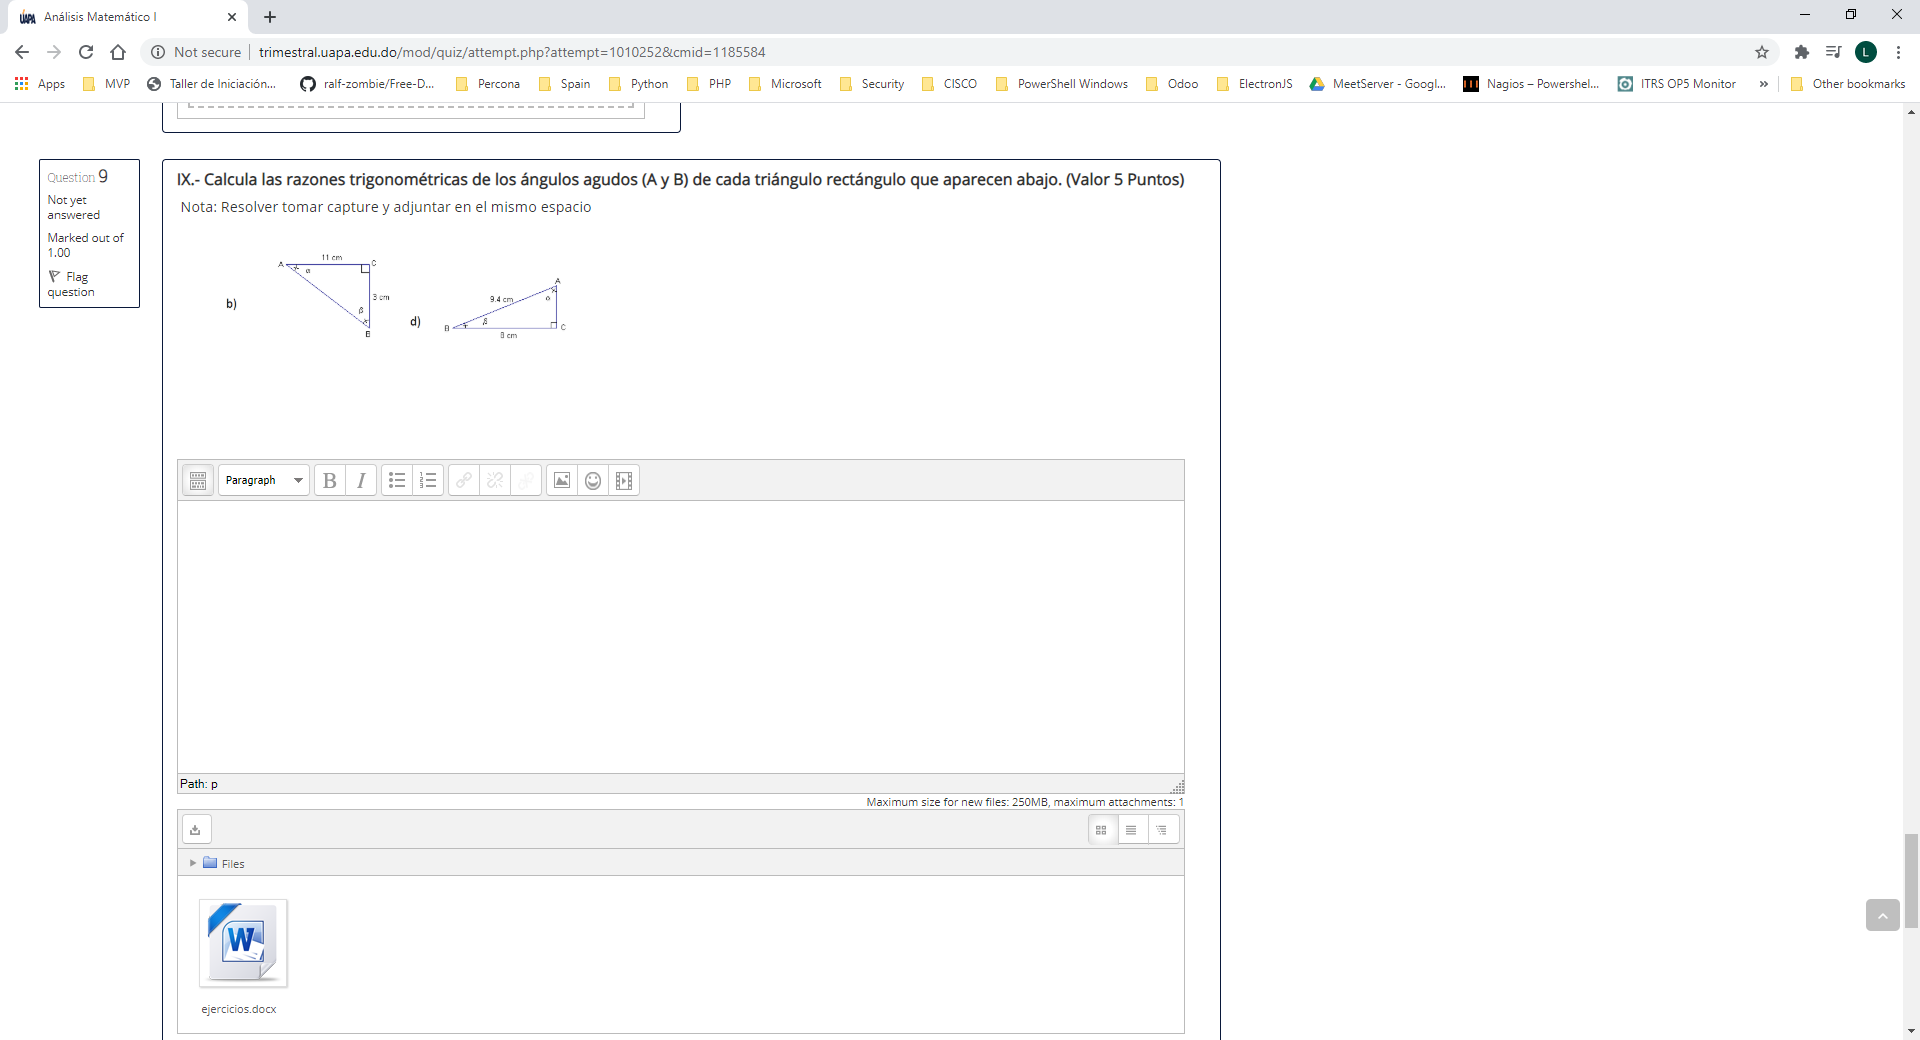 Análisis Matemático I
Not secure
trimestral.uapa.edu.do/mod/quiz/attempt.php?attempt=1010252&cmid=1185584
L
Apps
MVP
Taller de Iniciación...
ralf-zombie/Free-D...
Percona
Spain
Python
PHP
Microsoft
Security
CISCO
PowerShell Windows
Odoo
ElectronJS
MeetServer - Googl...
Nagios – Powershel...
ITRS OP5 Monitor
»
Other bookmarks
Question 9
Not yet
answered
Marked out of
1.00
Flag
question
IX.- Calcula las razones trigonométricas de los ángulos agudos (A y B) de cada triángulo rectángulo que aparecen abajo. (Valor 5 Puntos)
Nota: Resolver tomar capture y adjuntar en el mismo espacio
b)
A
11 cm
C
α
3 cm
β
B
d)
A
9.4 cm
α
B
β
C
8 cm
Paragraph
B
I
Path: p
Maximum size for new files: 250MB, maximum attachments: 1
Files
W
ejercicios.docx